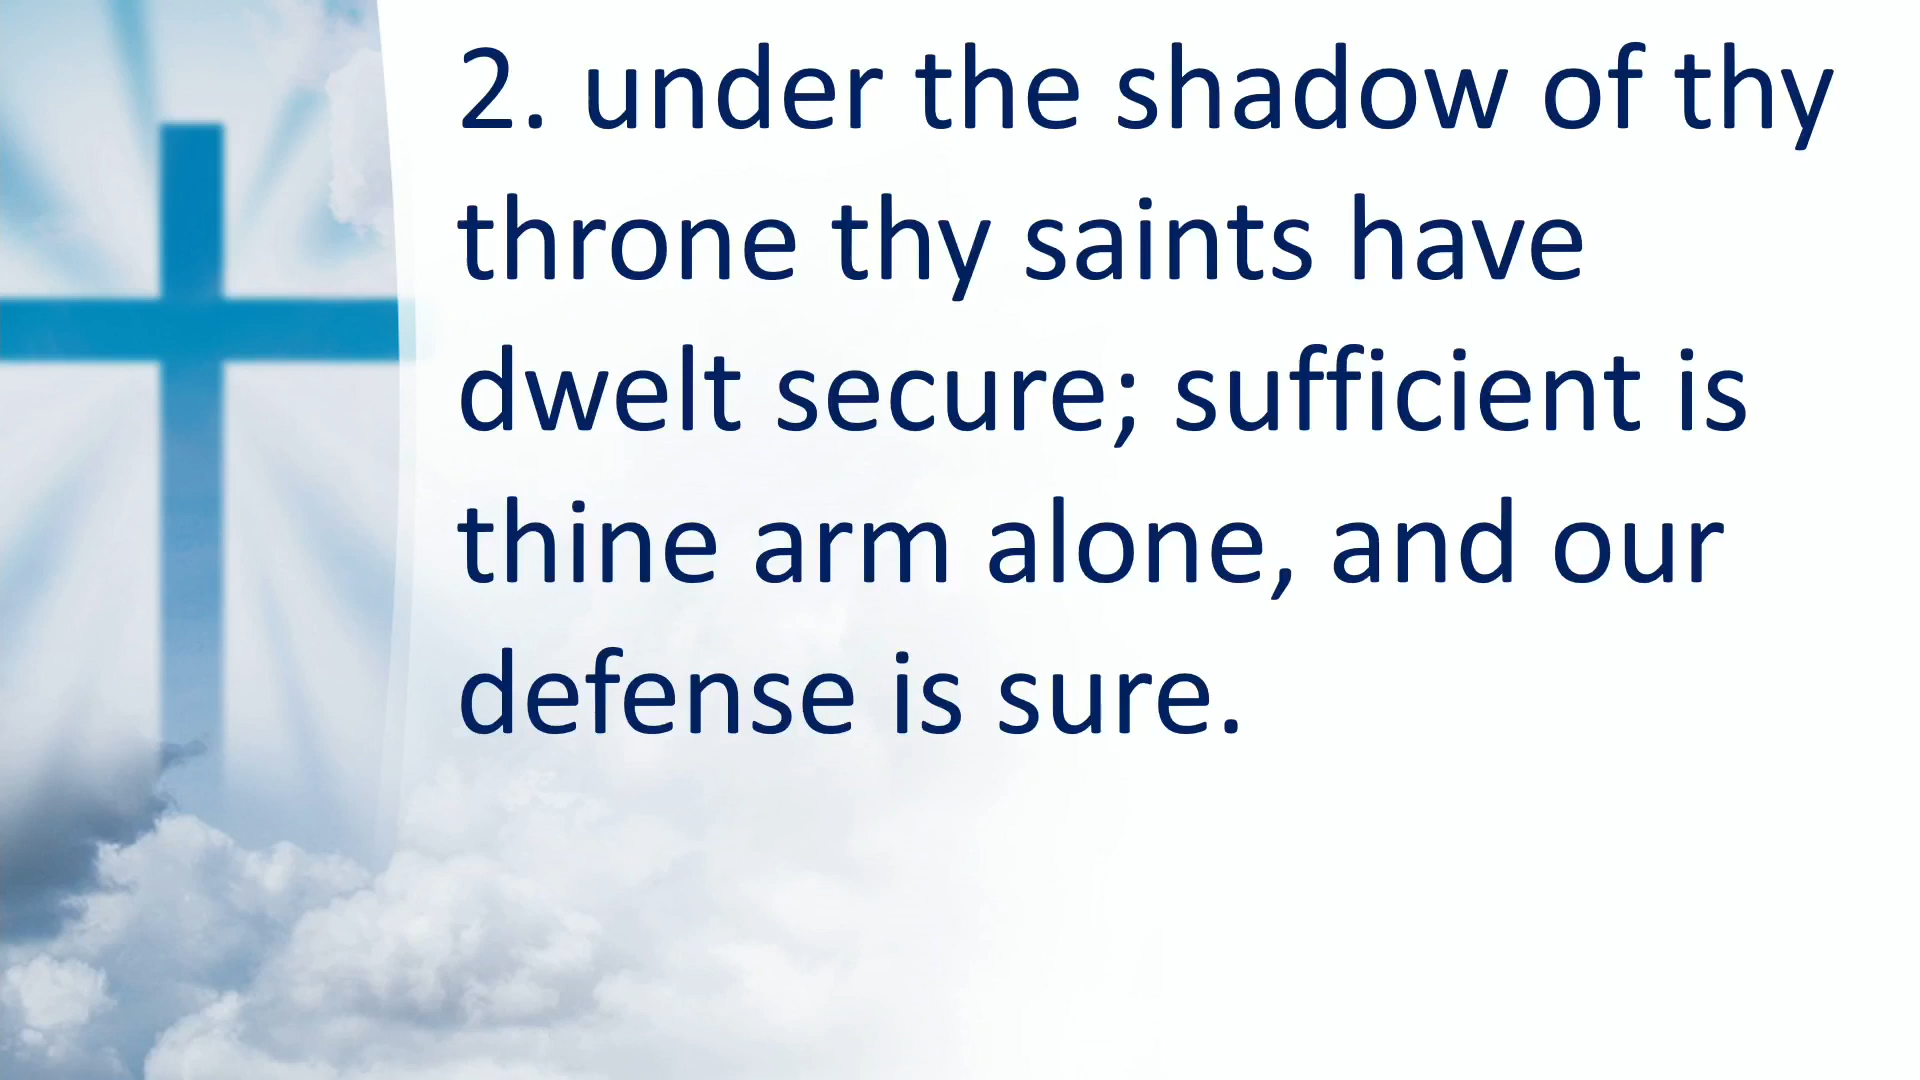 2. under the shadow of thy
throne thy saints have
dwelt secure; sufficient is
thine arm alone, and our
defense is sure.